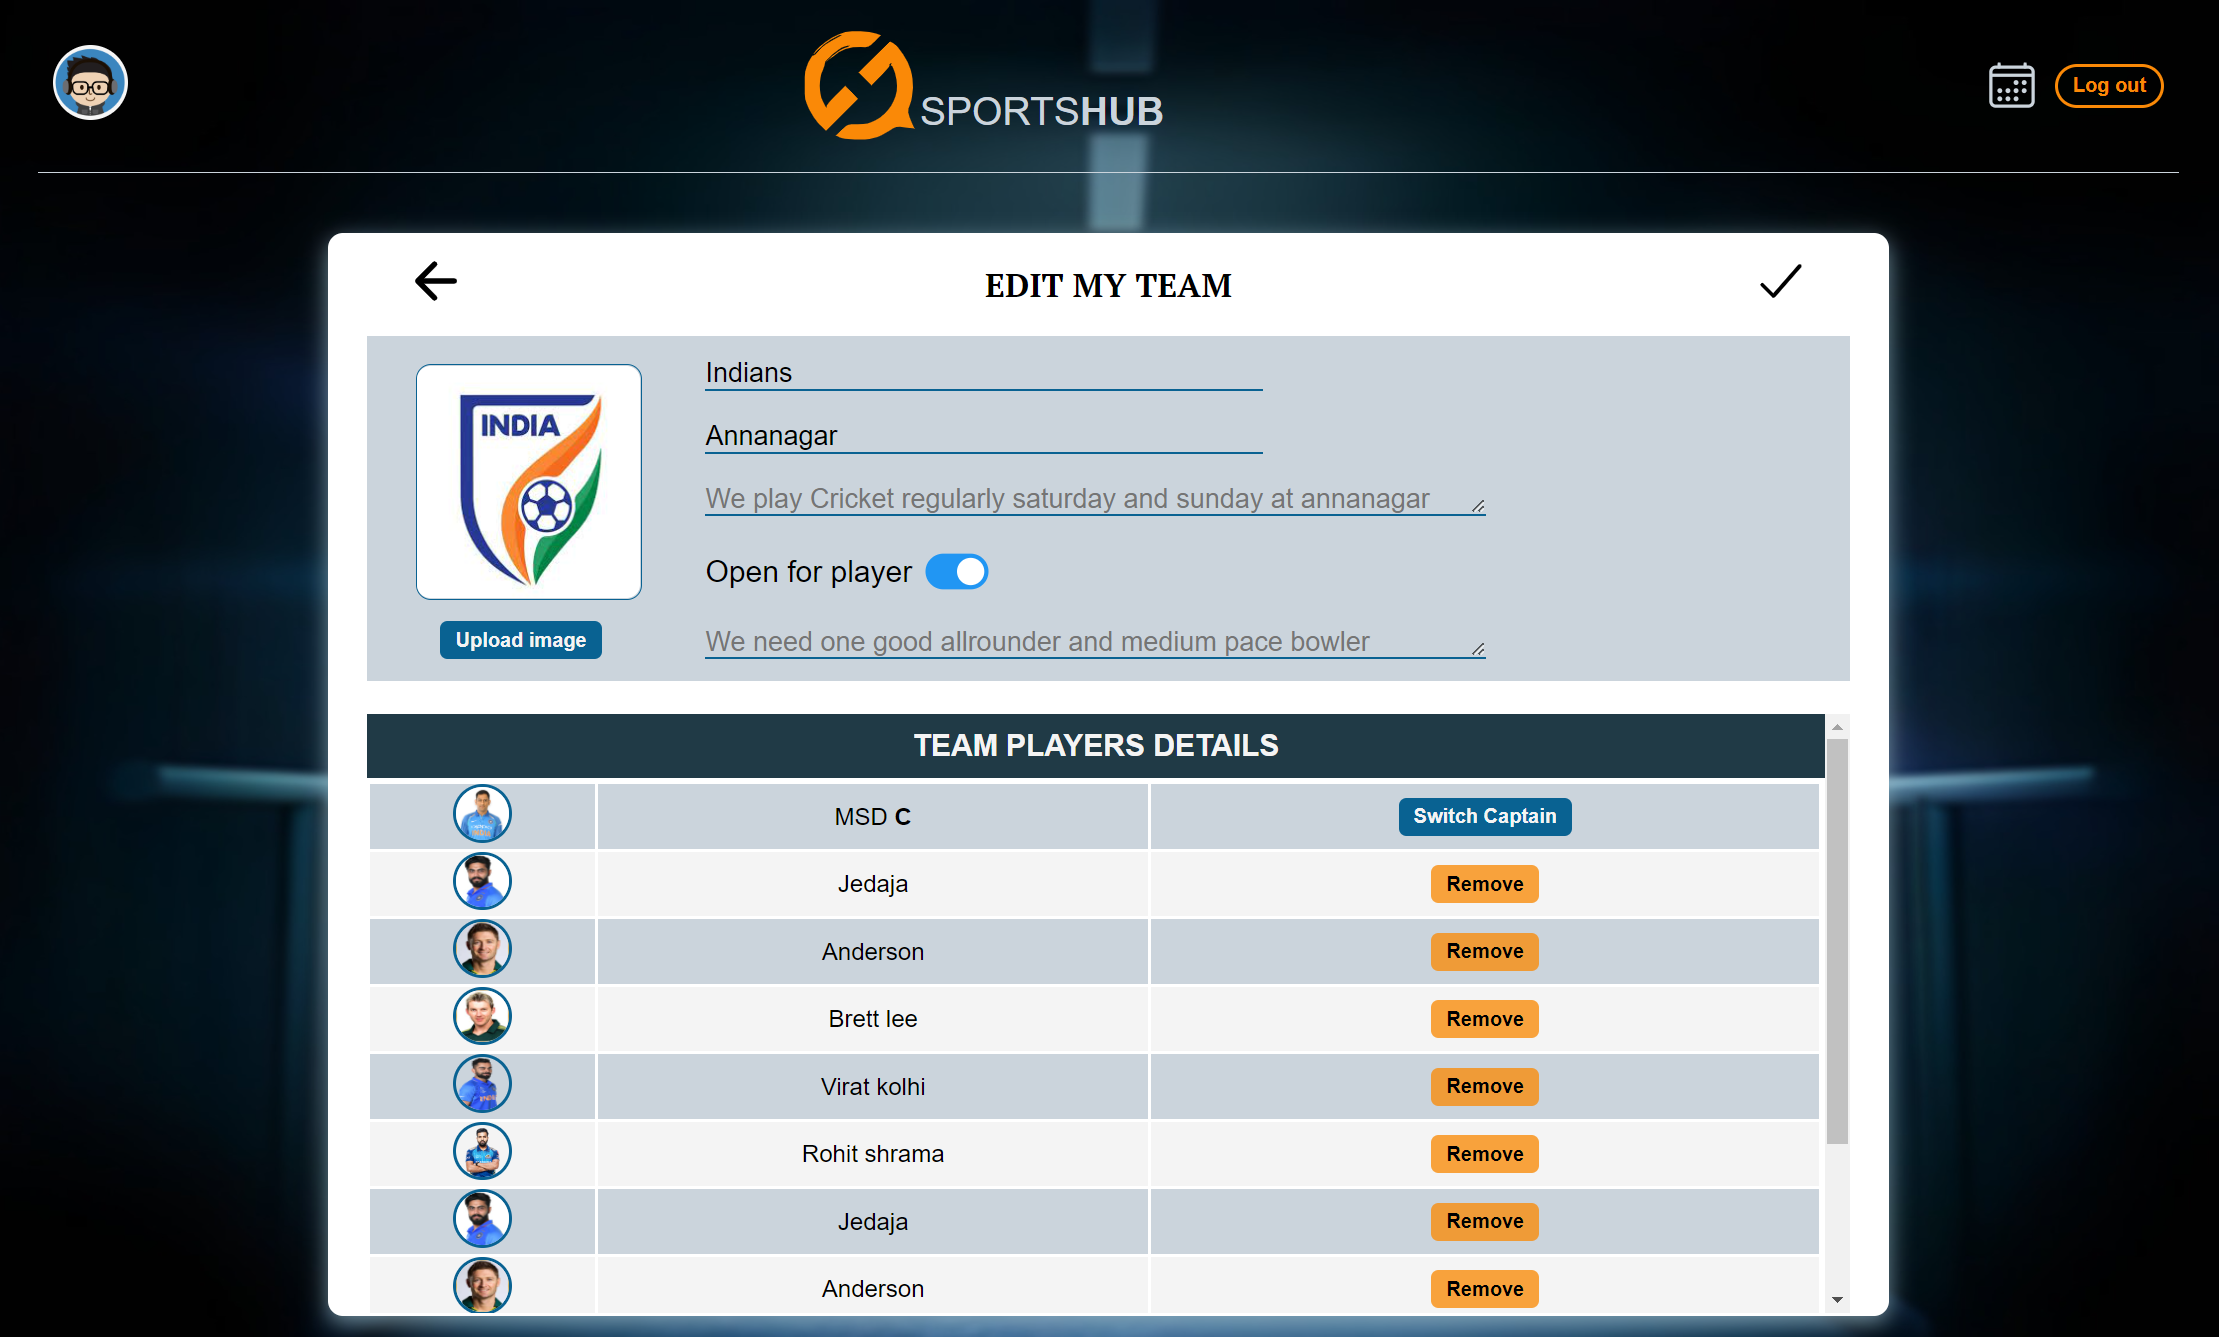 SPORTSHUB
Log out
EDIT MY TEAM
INDIA
Upload image
Indians
Annanagar
We play Cricket regularly saturday and sunday at annanagar
Open for player
We need one good allrounder and medium pace bowler
TEAM PLAYERS DETAILS
MSD C Switch Captain
Jedaja Remove
Anderson Remove
Brett lee Remove
Virat kolhi Remove
Rohit shrama Remove
Jedaja Remove
Anderson Remove